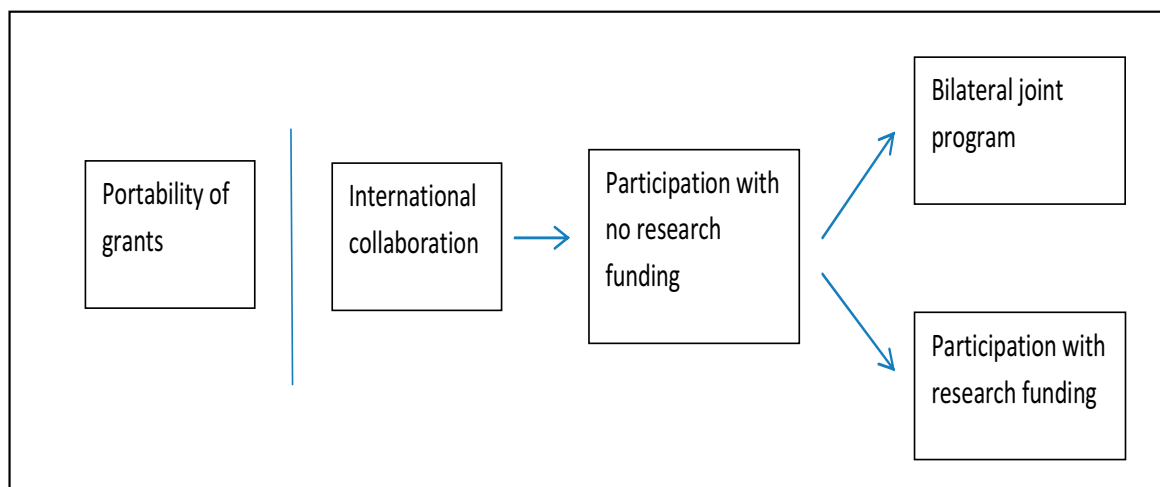 Portability of
grants
International
collaboration
Participation with
no research
funding
Bilateral joint
program
Participation with
research funding